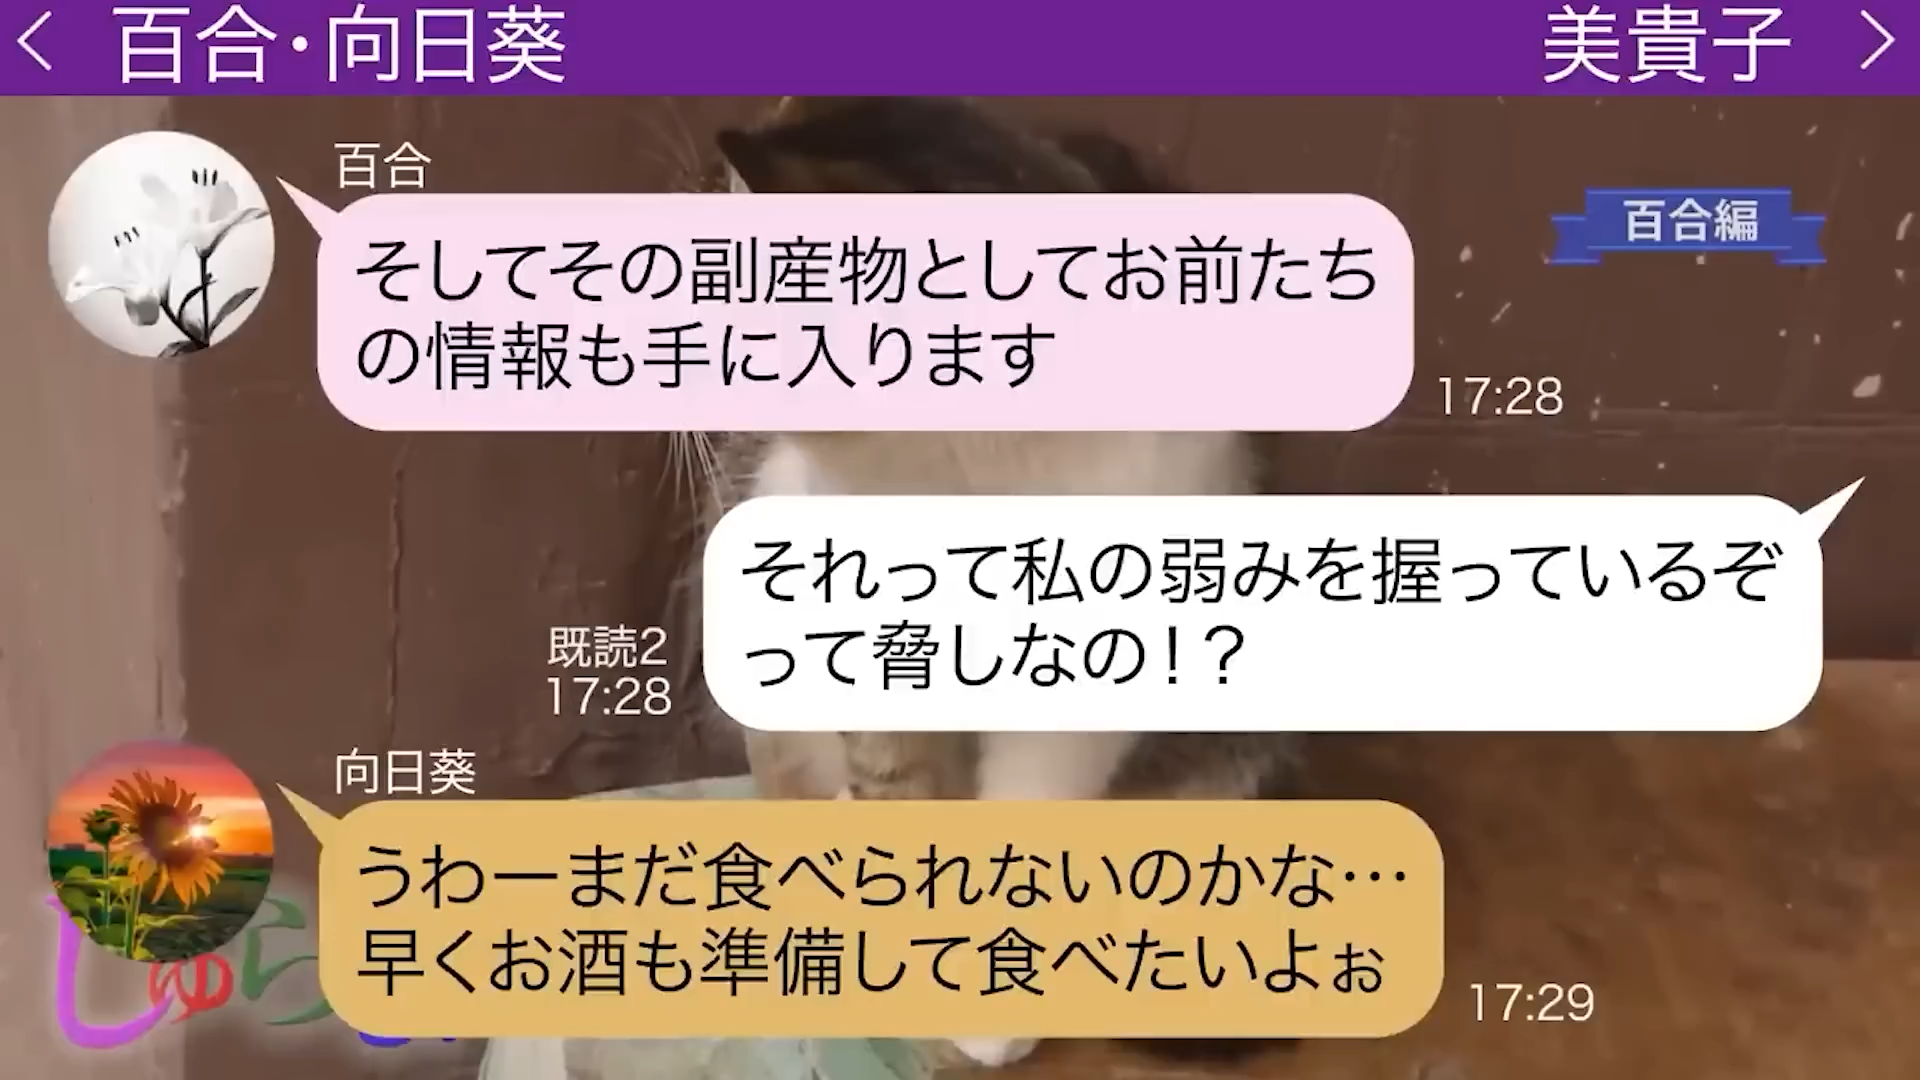 百合・向日葵
美貴子
百合
百合編
そしてその副産物としてお前たち
の情報も手に入ります
17:28
それって私の弱みを握っているぞ
って脅しなの！？
既読2
17:28
向日葵
うわーまだ食べられないのかな…
早くお酒も準備して食べたいよぉ
17:29
しゅら